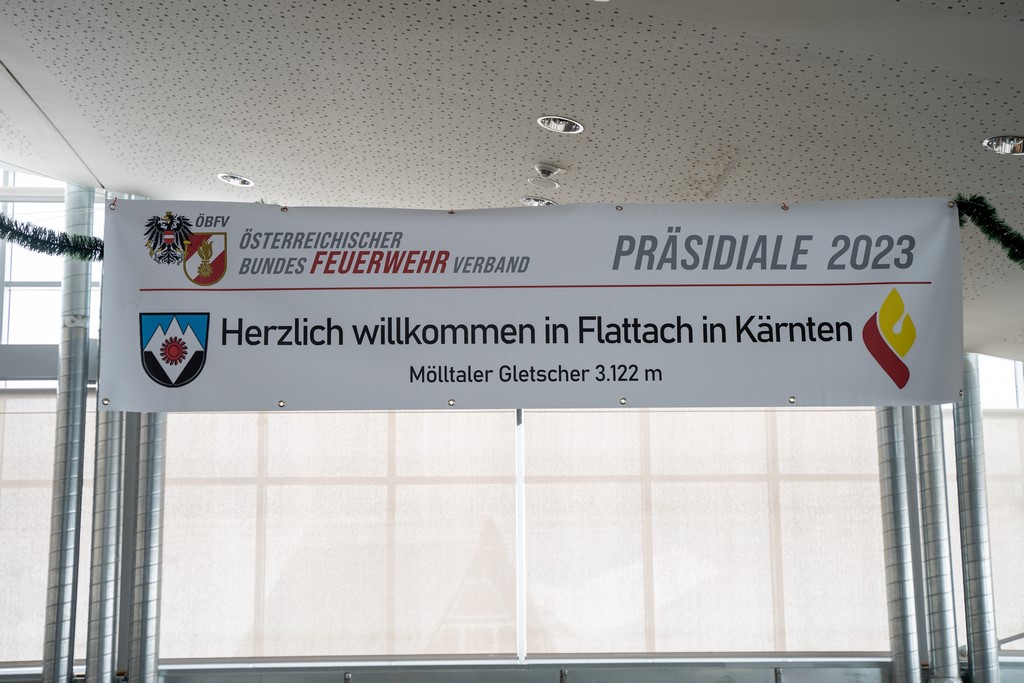 ÖBFV
ÖSTERREICHISCHER
BUNDES FEUERWEHR VERBAND
PRÄSIDIALE 2023
Herzlich willkommen in Flattach in Kärnten
Mölltaler Gletscher 3.122 m